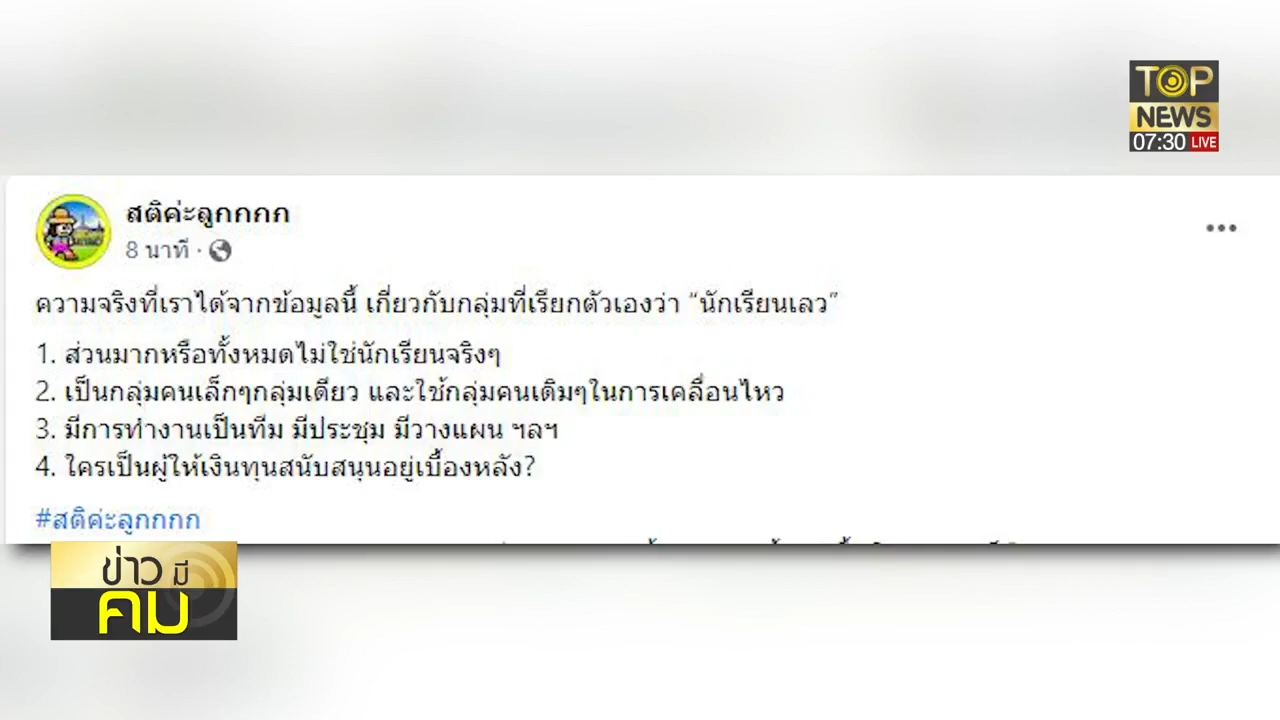 TOP
NEWS
07:30 LIVE
สติค่ะลูกกกก
8 นาที ·
ความจริงที่เราได้จากข้อมูลนี้ เกี่ยวกับกลุ่มที่เรียกตัวเองว่า “นักเรียนเลว”
1. ส่วนมากหรือทั้งหมดไม่ใช่นักเรียนจริงๆ
2. เป็นกลุ่มคนเล็กๆกลุ่มเดียว และใช้กลุ่มคนเดิมๆในการเคลื่อนไหว
3. มีการทำงานเป็นทีม มีประชุม มีวางแผน ฯลฯ
4. ใครเป็นผู้ให้เงินทุนสนับสนุนอยู่เบื้องหลัง?
#สติค่ะลูกกกก
ข่าวมี
คม